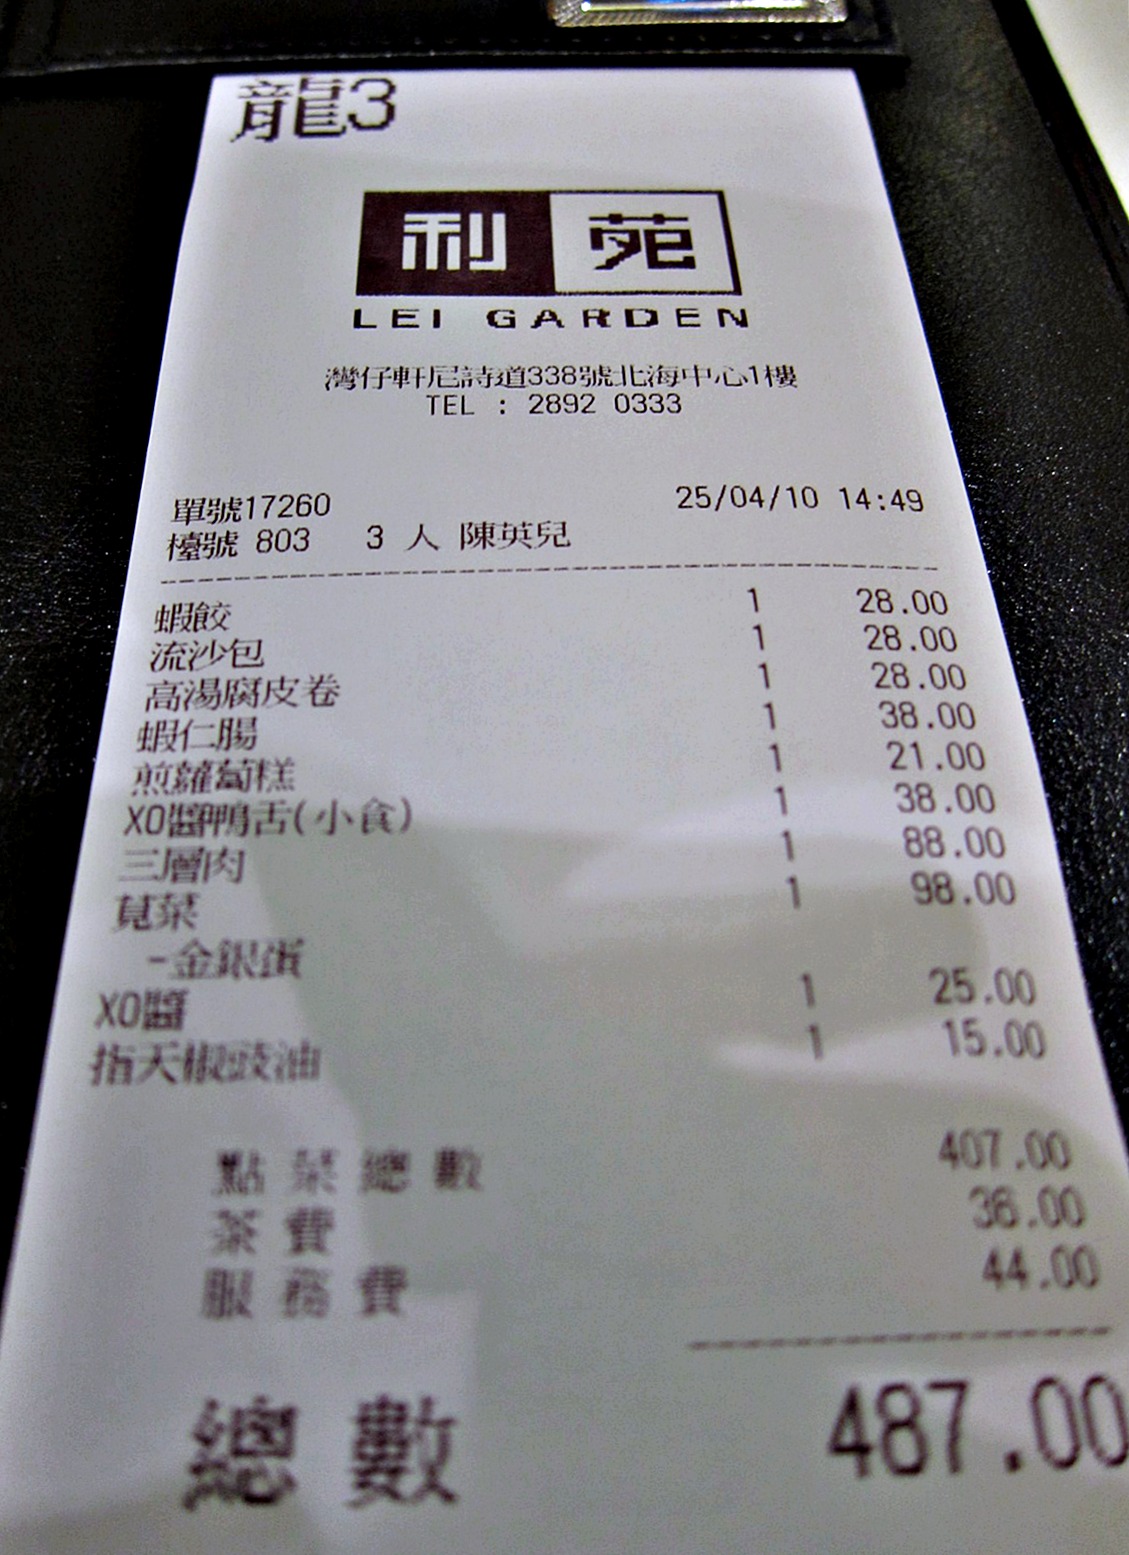 龍3
利苑
LEI GARDEN
灣仔軒尼詩道338號北海中心1樓
TEL : 2892 0333
單號17260 25/04/10 14:49
檯號 803 3 人 陳英兒
蝦餃 1 28.00
流沙包 1 28.00
高湯腐皮卷 1 28.00
蝦仁腸 1 38.00
煎蘿蔔糕 1 21.00
XO醬鴨舌(小食) 1 38.00
三層肉 1 88.00
莧菜 1 98.00
-金銀蛋
XO醬 1 25.00
指天椒豉油 1 15.00
點菜總數 407.00
茶費 36.00
服務費 44.00
總數 487.00